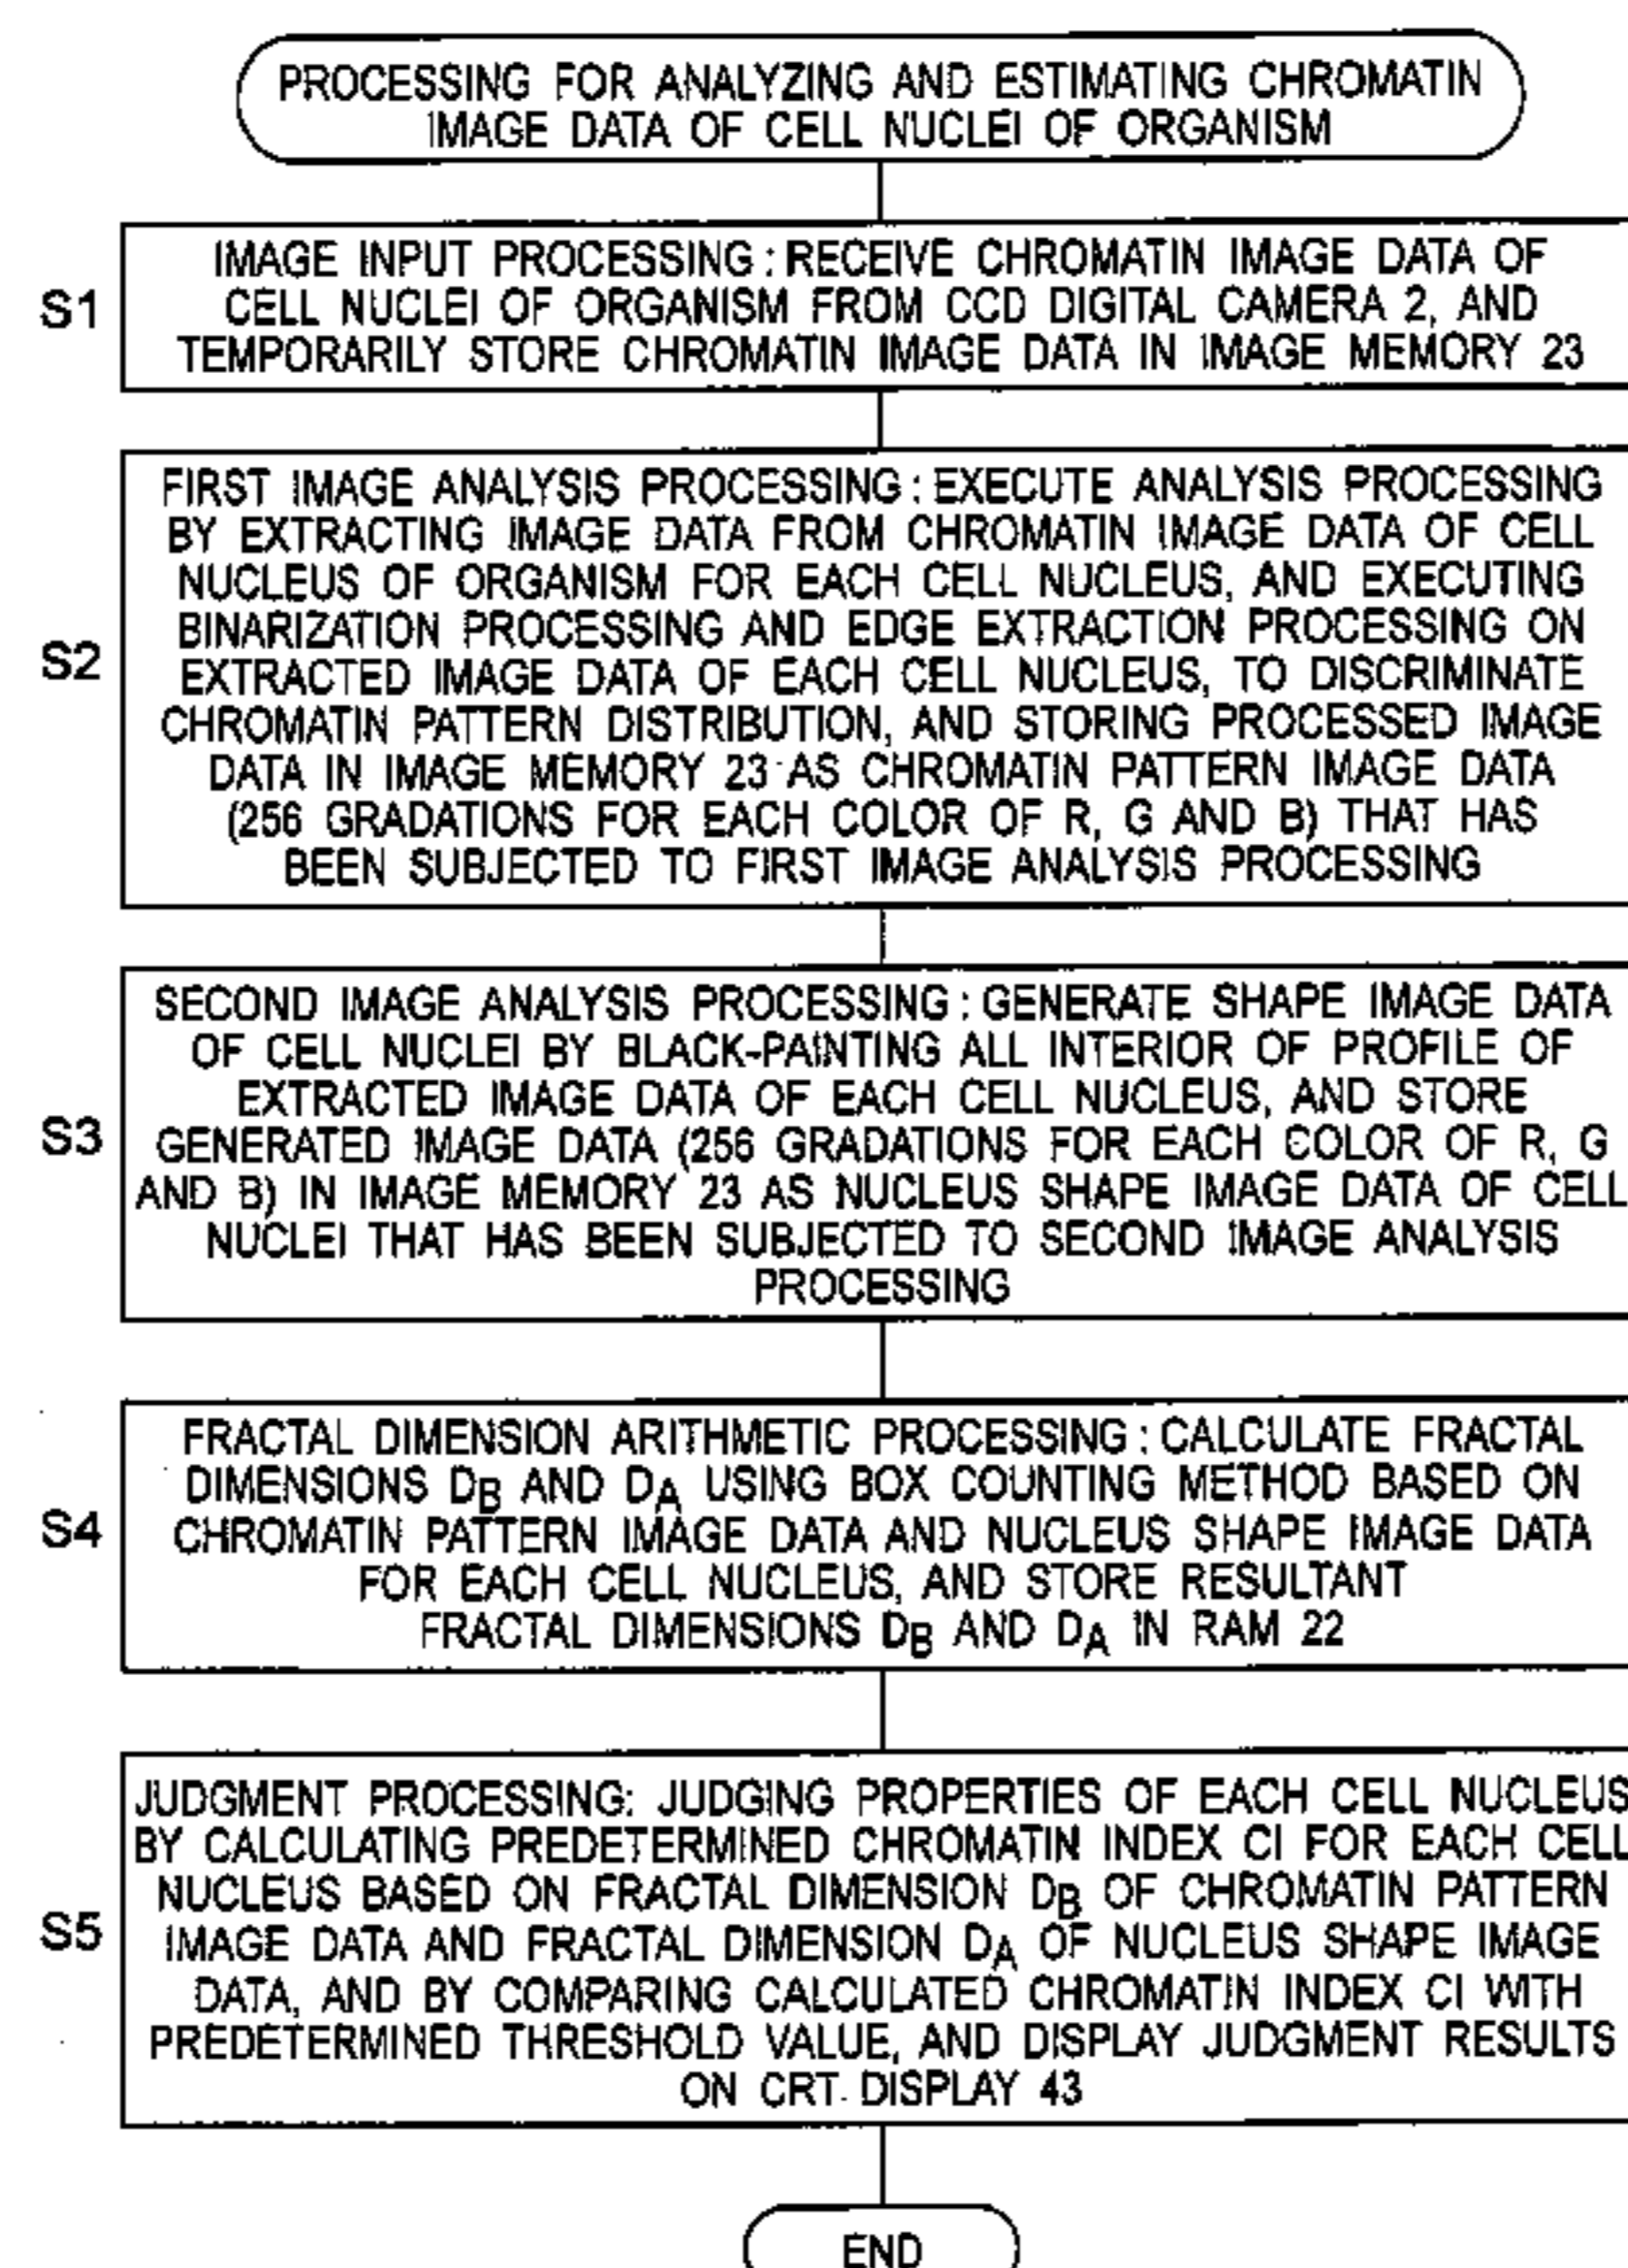 PROCESSING FOR ANALYZING AND ESTIMATING CHROMATIN
IMAGE DATA OF CELL NUCLEI OF ORGANISM
S1
IMAGE INPUT PROCESSING : RECEIVE CHROMATIN IMAGE DATA OF
CELL NUCLEI OF ORGANISM FROM CCD DIGITAL CAMERA 2, AND
TEMPORARILY STORE CHROMATIN IMAGE DATA IN IMAGE MEMORY 23
S2
FIRST IMAGE ANALYSIS PROCESSING : EXECUTE ANALYSIS PROCESSING
BY EXTRACTING IMAGE DATA FROM CHROMATIN IMAGE DATA OF CELL
NUCLEUS OF ORGANISM FOR EACH CELL NUCLEUS, AND EXECUTING
BINARIZATION PROCESSING AND EDGE EXTRACTION PROCESSING ON
EXTRACTED IMAGE DATA OF EACH CELL NUCLEUS, TO DISCRIMINATE
CHROMATIN PATTERN DISTRIBUTION, AND STORING PROCESSED IMAGE
DATA IN IMAGE MEMORY 23 AS CHROMATIN PATTERN IMAGE DATA
(256 GRADATIONS FOR EACH COLOR OF R, G AND B) THAT HAS
BEEN SUBJECTED TO FIRST IMAGE ANALYSIS PROCESSING
S3
SECOND IMAGE ANALYSIS PROCESSING : GENERATE SHAPE IMAGE DATA
OF CELL NUCLEI BY BLACK-PAINTING ALL INTERIOR OF PROFILE OF
EXTRACTED IMAGE DATA OF EACH CELL NUCLEUS, AND STORE
GENERATED IMAGE DATA (256 GRADATIONS FOR EACH COLOR OF R, G
AND B) IN IMAGE MEMORY 23 AS NUCLEUS SHAPE IMAGE DATA OF CELL
NUCLEI THAT HAS BEEN SUBJECTED TO SECOND IMAGE ANALYSIS
PROCESSING
S4
FRACTAL DIMENSION ARITHMETIC PROCESSING : CALCULATE FRACTAL
DIMENSIONS DB AND DA USING BOX COUNTING METHOD BASED ON
CHROMATIN PATTERN IMAGE DATA AND NUCLEUS SHAPE IMAGE DATA
FOR EACH CELL NUCLEUS, AND STORE RESULTANT
FRACTAL DIMENSIONS DB AND DA IN RAM 22
S5
JUDGMENT PROCESSING: JUDGING PROPERTIES OF EACH CELL NUCLEUS
BY CALCULATING PREDETERMINED CHROMATIN INDEX CI FOR EACH CELL
NUCLEUS BASED ON FRACTAL DIMENSION DB OF CHROMATIN PATTERN
IMAGE DATA AND FRACTAL DIMENSION DA OF NUCLEUS SHAPE IMAGE
DATA, AND BY COMPARING CALCULATED CHROMATIN INDEX CI WITH
PREDETERMINED THRESHOLD VALUE, AND DISPLAY JUDGMENT RESULTS
ON CRT DISPLAY 43
END